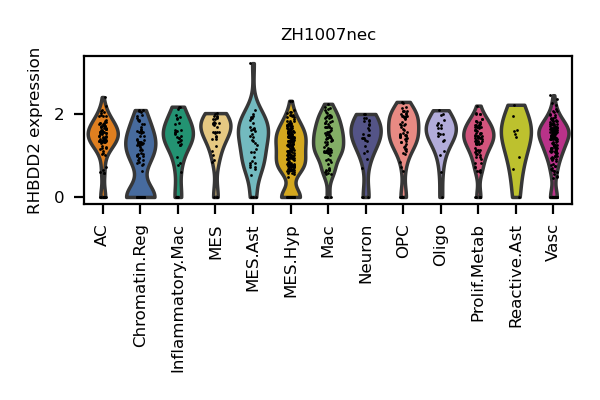 ZH1007nec
RHBDD2 expression
2
0
AC
Chromatin.Reg
Inflammatory.Mac
MES
MES.Ast
MES.Hyp
Mac
Neuron
OPC
Oligo
Prolif.Metab
Reactive.Ast
Vasc